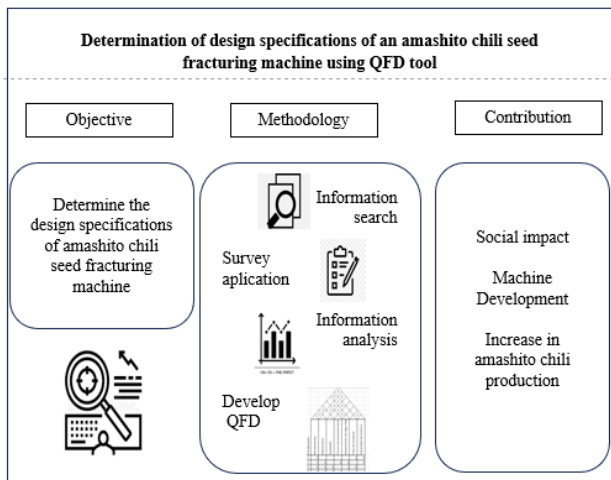 Determination of design specifications of an amashito chili seed
fracturing machine using QFD tool
Objective
Methodology
Contribution
Determine the
design specifications
of amashito chili
seed fracturing
machine
Information
search
Survey
aplication
Information
analysis
Develop
QFD
Social impact
Machine
Development
Increase in
amashito chili
production